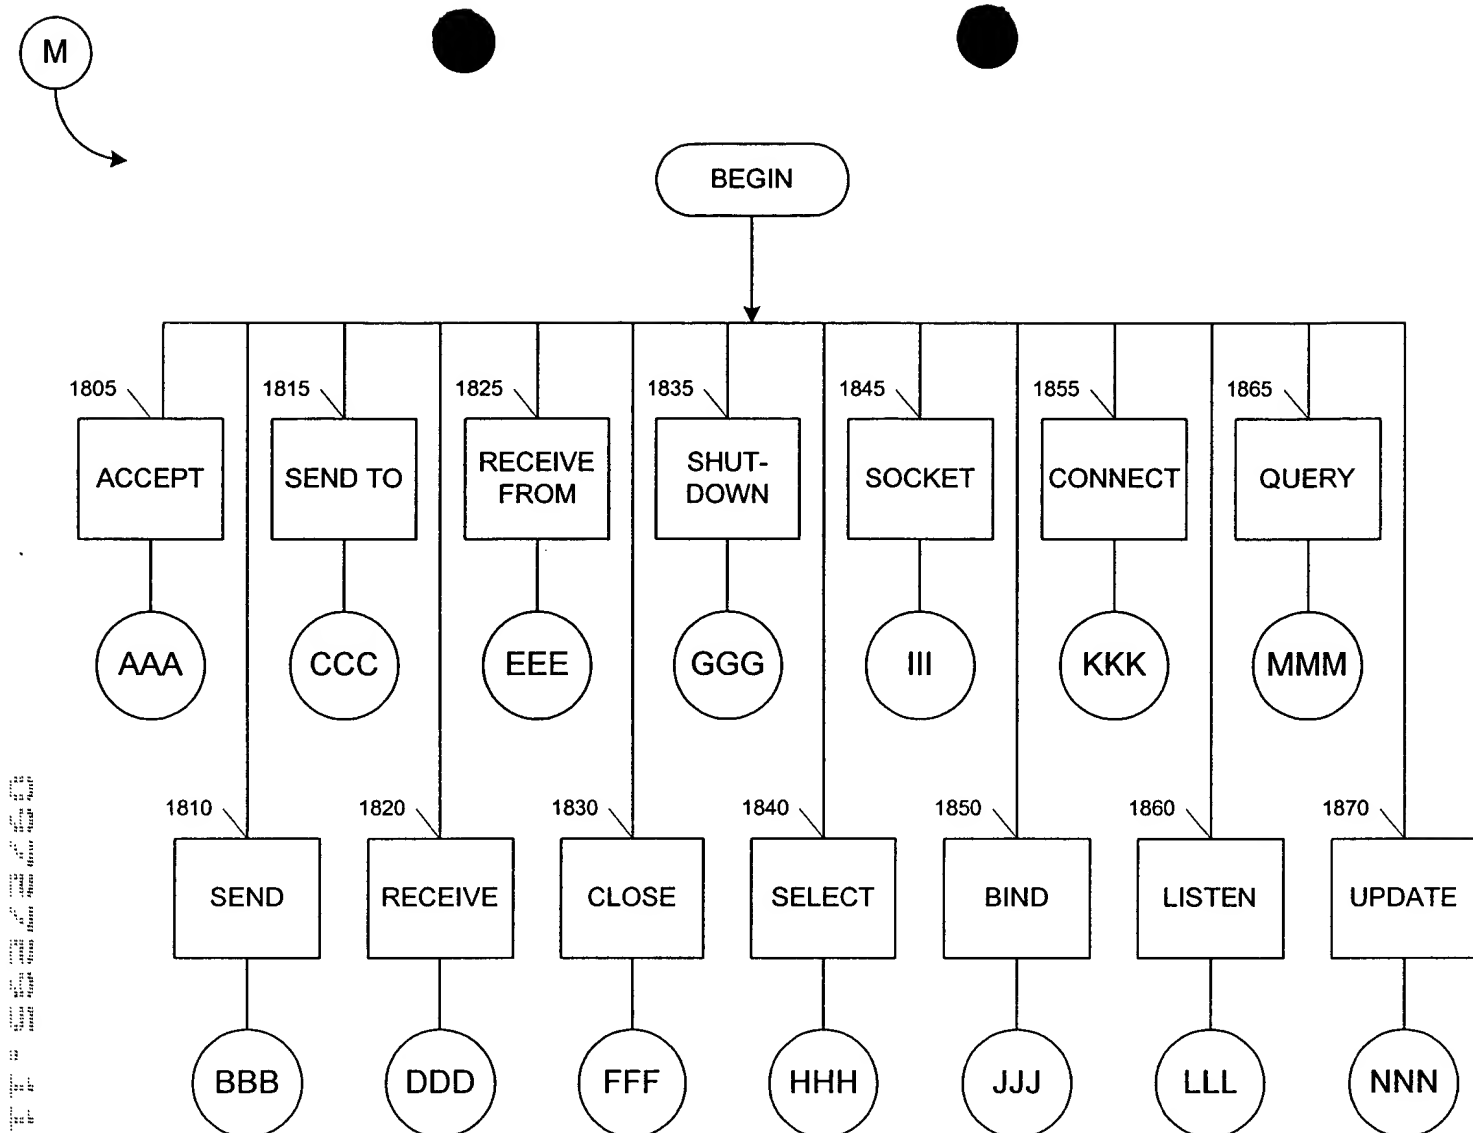 M
BEGIN
1805
1815
1825
1835
1845
1855
1865
ACCEPT
SEND TO
RECEIVE
FROM
SHUT-
DOWN
SOCKET
CONNECT
QUERY
AAA
CCC
EEE
GGG
III
KKK
MMM
1810
1820
1830
1840
1850
1860
1870
SEND
RECEIVE
CLOSE
SELECT
BIND
LISTEN
UPDATE
BBB
DDD
FFF
HHH
JJJ
LLL
NNN